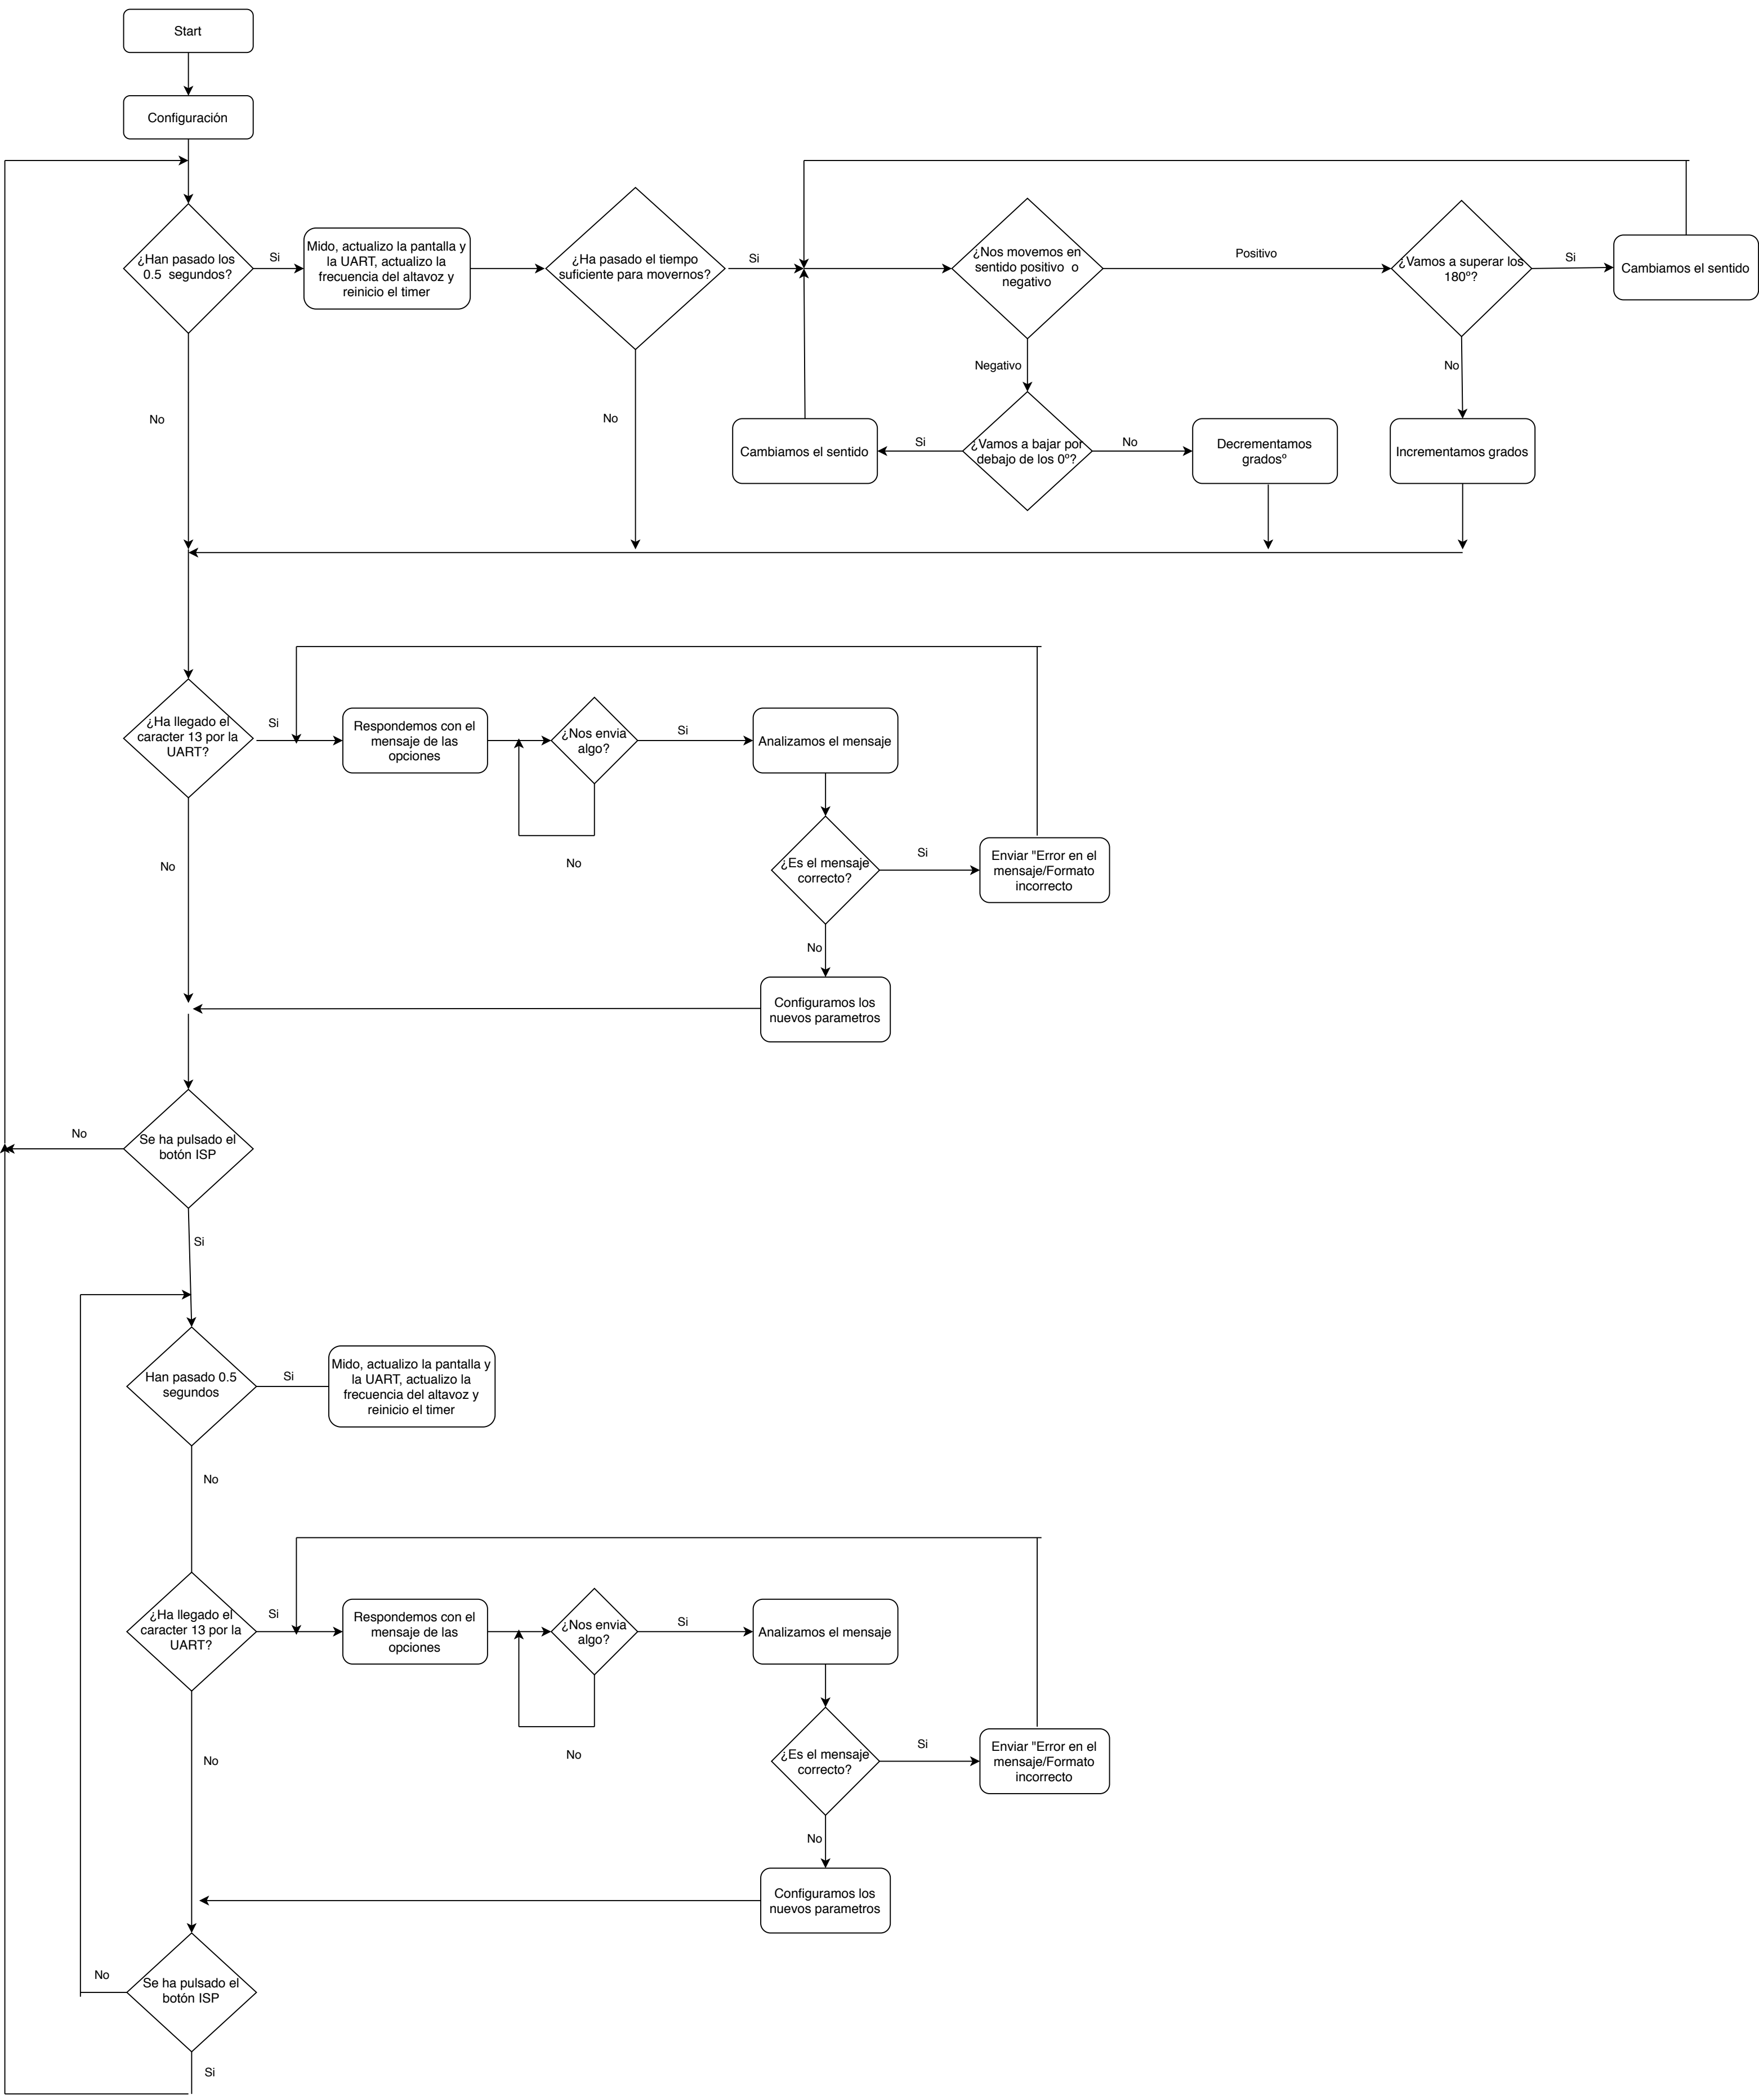 Start
Configuración
¿Han pasado los
0.5  segundos?
Si
Mido, actualizo la pantalla y
la UART, actualizo la
frecuencia del altavoz y
reinicio el timer
¿Ha pasado el tiempo
suficiente para movernos?
Si
¿Nos movemos en
sentido positivo  o
negativo
Positivo
¿Vamos a superar los
180º?
Si
Cambiamos el sentido
Negativo
No
No
No
Cambiamos el sentido
Si
¿Vamos a bajar por
debajo de los 0º?
No
Decrementamos
gradosº
Incrementamos grados
¿Ha llegado el
caracter 13 por la
UART?
Si
Respondemos con el
mensaje de las
opciones
¿Nos envia
algo?
Si
Analizamos el mensaje
No
No
¿Es el mensaje
correcto?
Si
Enviar "Error en el
mensaje/Formato
incorrecto
No
Configuramos los
nuevos parametros
No
Se ha pulsado el
botón ISP
Si
Han pasado 0.5
segundos
Si
Mido, actualizo la pantalla y
la UART, actualizo la
frecuencia del altavoz y
reinicio el timer
No
¿Ha llegado el
caracter 13 por la
UART?
Si
Respondemos con el
mensaje de las
opciones
¿Nos envia
algo?
Si
Analizamos el mensaje
No
No
¿Es el mensaje
correcto?
Si
Enviar "Error en el
mensaje/Formato
incorrecto
No
Configuramos los
nuevos parametros
No
Se ha pulsado el
botón ISP
Si